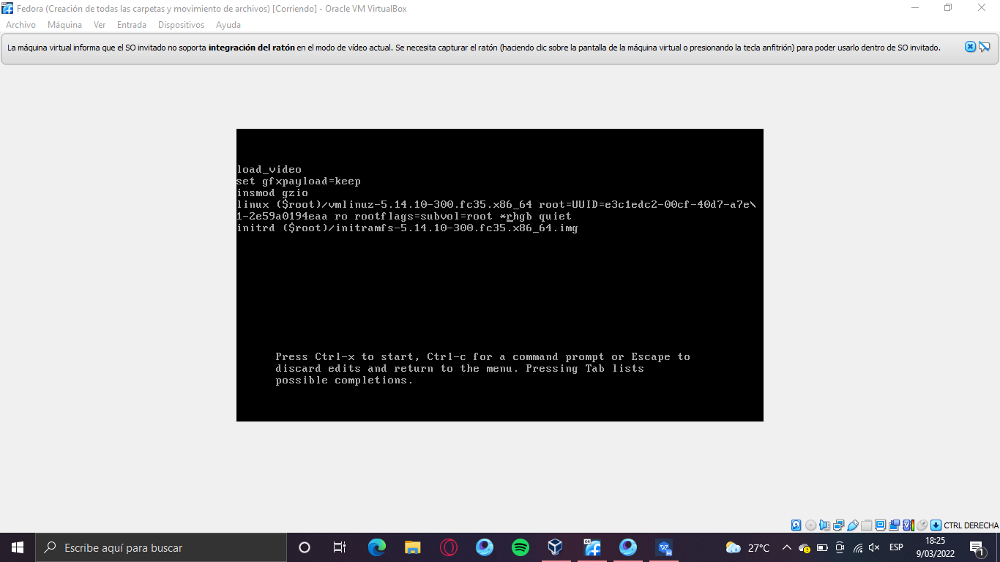 Fedora (Creación de todas las carpetas y movimiento de archivos) [Corriendo] - Oracle VM VirtualBox
Archivo Máquina Ver Entrada Dispositivos Ayuda
La máquina virtual informa que el SO invitado no soporta integración del ratón en el modo de vídeo actual. Se necesita capturar el ratón (haciendo clic sobre la pantalla de la máquina virtual o presionando la tecla anfitrión) para poder usarlo dentro de SO invitado.
load_video
set gfxpayload=keep
insmod gzio
linux ($root)/vmlinuz-5.14.10-300.fc35.x86_64 root=UUID=e3c1edc2-00cf-40d7-a7e\
1-2e59a0194eaa ro rootflags=subvol=root *rhgb quiet
initrd ($root)/initramfs-5.14.10-300.fc35.x86_64.img
Press Ctrl-x to start, Ctrl-c for a command prompt or Escape to
discard edits and return to the menu. Pressing Tab lists
possible completions.
CTRL DERECHA
Escribe aquí para buscar
27°C
ESP
18:25
9/03/2022
1